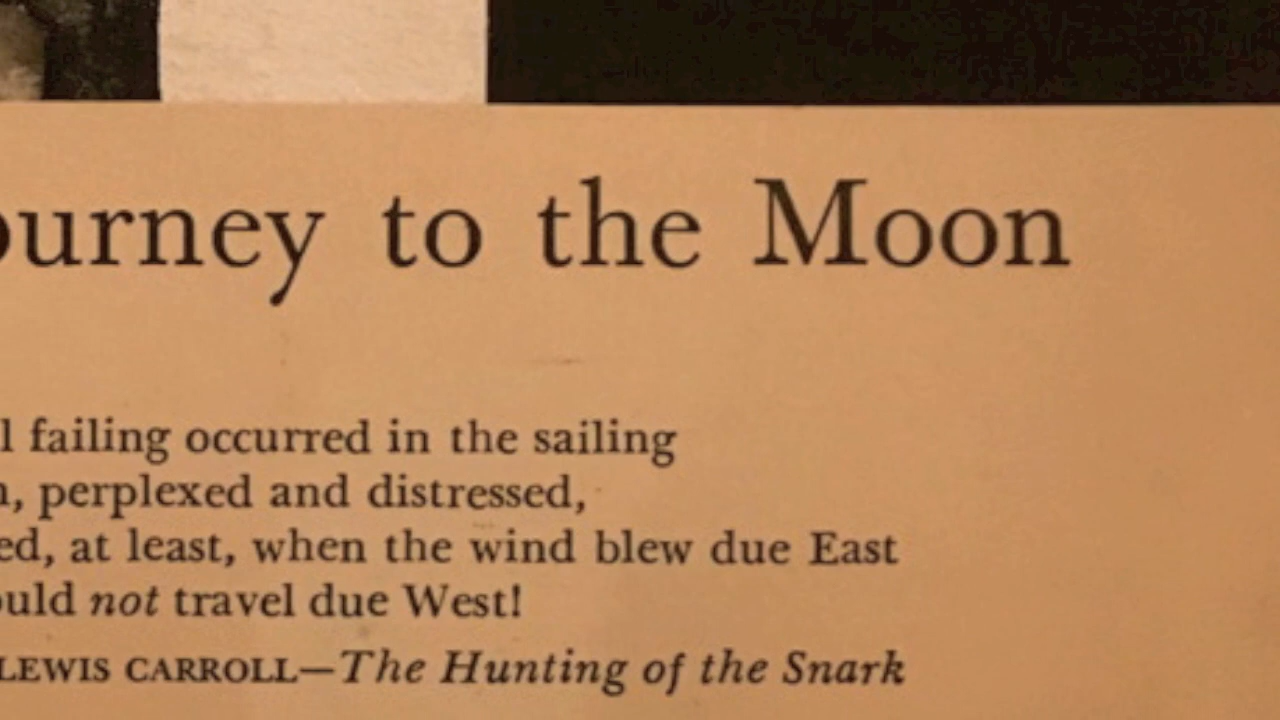 ourney to the Moon
l failing occurred in the sailing
n, perplexed and distressed,
ed, at least, when the wind blew due East
ould not travel due West!
LEWIS CARROLL—The Hunting of the Snark